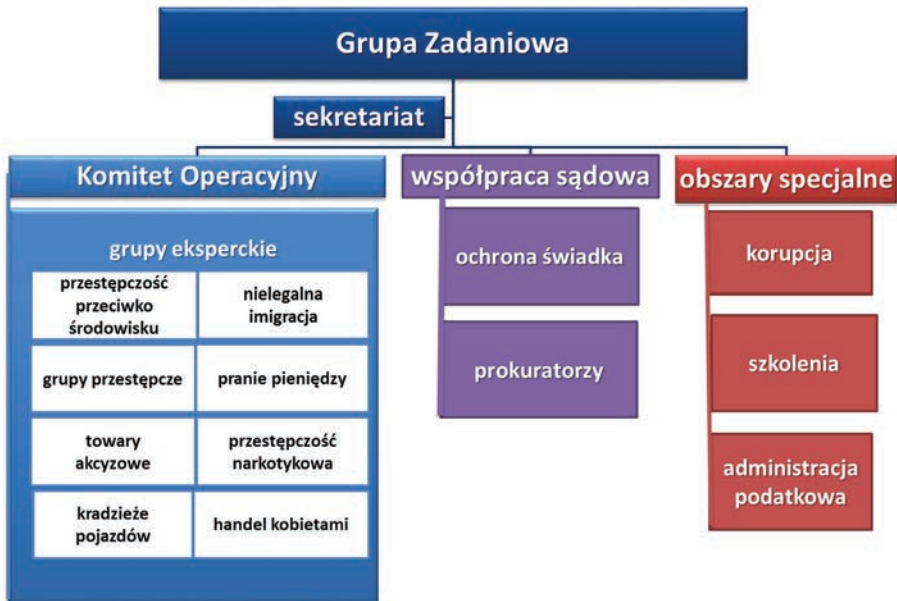 Grupa Zadaniowa
sekretariat
Komitet Operacyjny
grupy eksperckie
przestępczość
przeciwko
środowisku
nielegalna
imigracja
grupy przestępcze
pranie pieniędzy
towary
akcyzowe
przestępczość
narkotykowa
kradzieże
pojazdów
handel kobietami
współpraca sądowa
ochrona świadka
prokuratorzy
obszary specjalne
korupcja
szkolenia
administracja
podatkowa